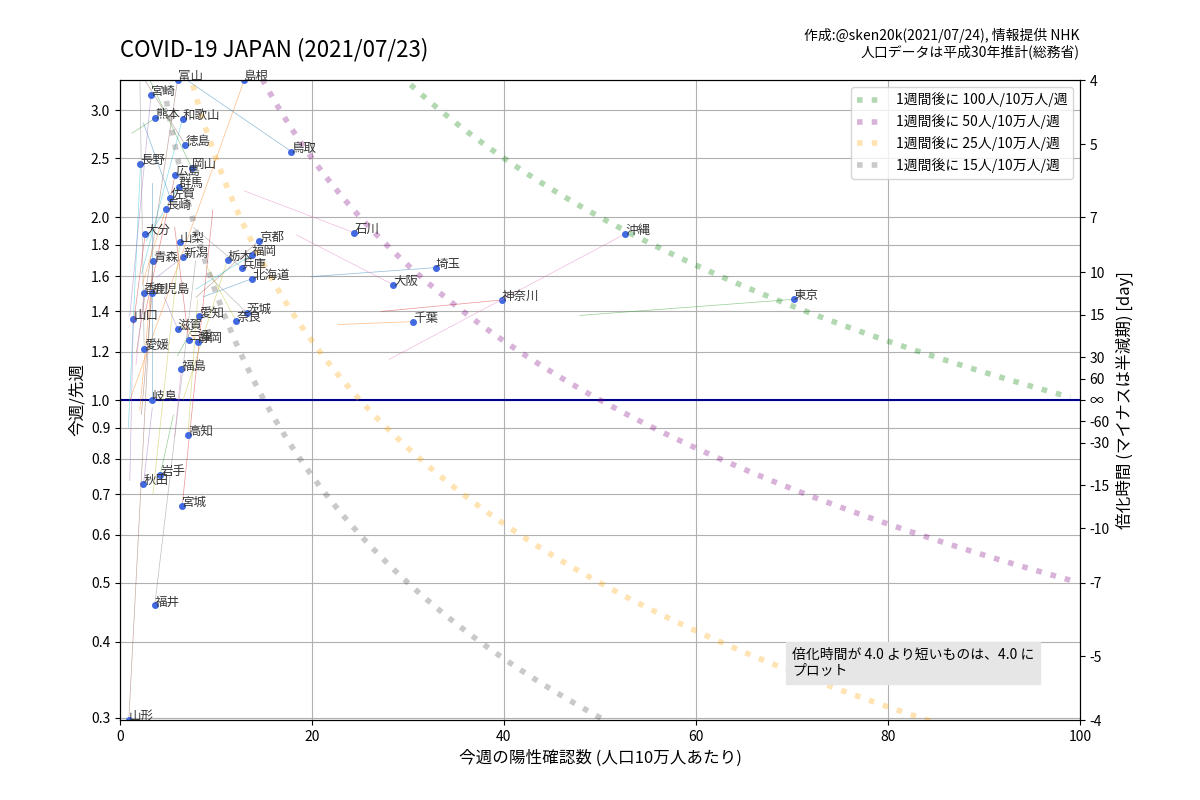 COVID-19 JAPAN (2021/07/23)
作成:@sken20k(2021/07/24), 情報提供 NHK
人口データは平成30年推計(総務省)
1週間後に 100人/10万人/週
1週間後に 50人/10万人/週
1週間後に 25人/10万人/週
1週間後に 15人/10万人/週
富山
島根
宮崎
熊本
和歌山
徳島
鳥取
長野
岡山
広島
群馬
佐賀
長崎
大分
石川
沖縄
山梨
京都
新潟
福岡
青森
栃木
兵庫
埼玉
北海道
大阪
鹿児島
神奈川
東京
山口
愛知
茨城
奈良
千葉
滋賀
三重
静岡
愛媛
福島
岐阜
高知
岩手
秋田
宮城
福井
山形
倍化時間が 4.0 より短いものは、4.0 に
プロット
3.0
2.5
2.0
1.8
1.6
1.4
1.2
1.0
0.9
0.8
0.7
0.6
0.5
0.4
0.3
今週/先週
4
5
7
10
15
30
60
∞
-60
-30
-15
-10
-7
-5
-4
倍化時間 (マイナスは半減期) [day]
0
20
40
60
80
100
今週の陽性確認数 (人口10万人あたり)